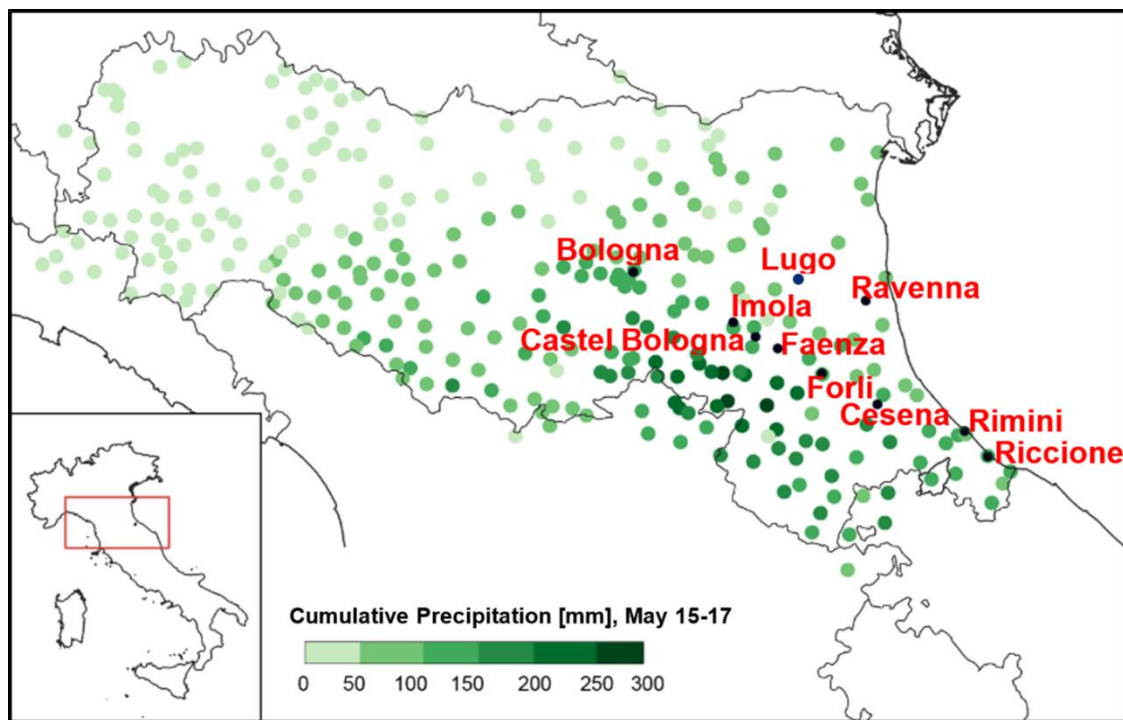 Bologna
Lugo
Ravenna
Imola
Castel Bologna
Faenza
Forli
Cesena
Rimini
Riccione
Cumulative Precipitation [mm], May 15-17
0 50 100 150 200 250 300